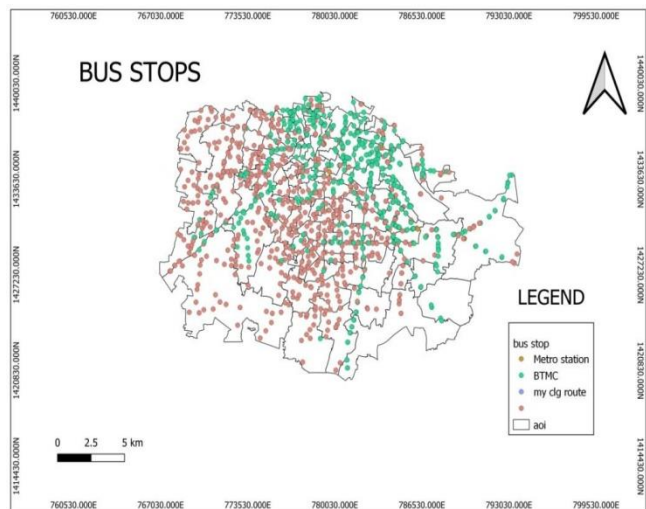 760530.000E 767030.000E 773530.000E 780030.000E 786530.000E 793030.000E 799530.000E
BUS STOPS
1440030.000N 1440030.000N
1433630.000N 1433630.000N
1427230.000N 1427230.000N
LEGEND
bus stop
Metro station
BTMC
my clg route
aoi
1420830.000N 1420830.000N
0 2.5 5 km
1414430.000N 1414430.000N
760530.000E 767030.000E 773530.000E 780030.000E 786530.000E 793030.000E 799530.000E